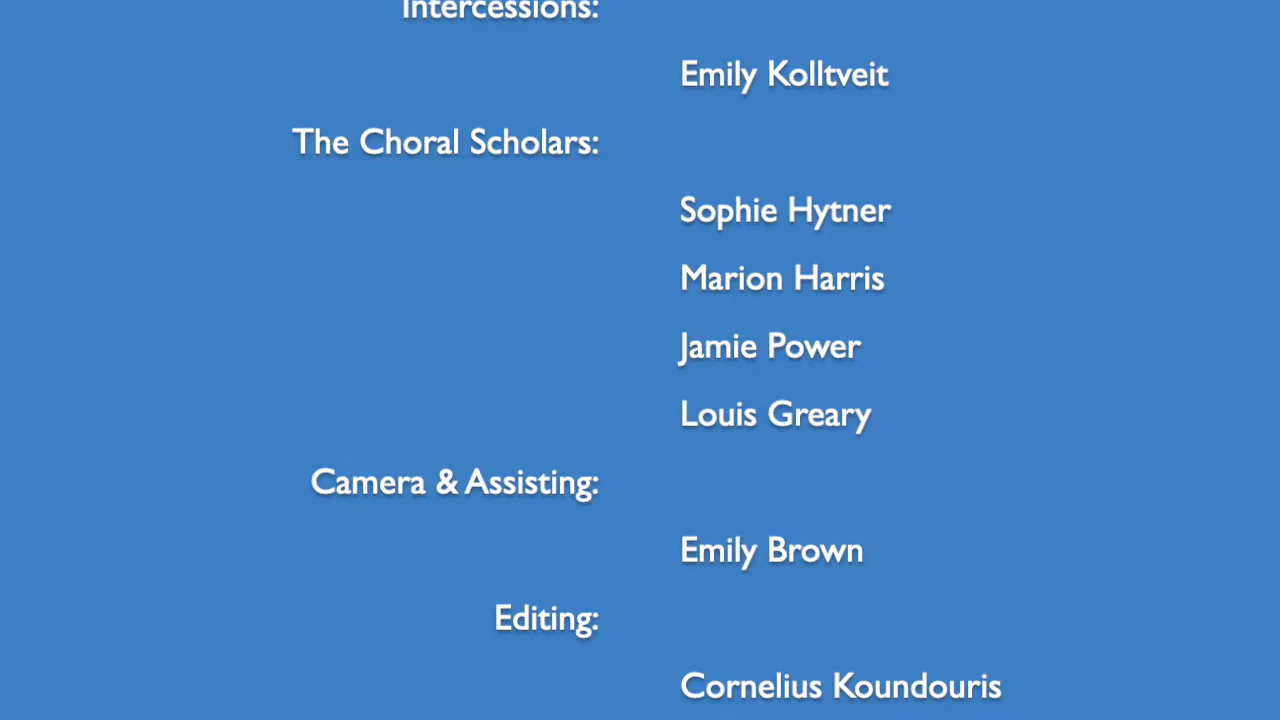 Intercessions:
Emily Kolltveit
The Choral Scholars:
Sophie Hytner
Marion Harris
Jamie Power
Louis Greary
Camera & Assisting:
Emily Brown
Editing:
Cornelius Koundouris